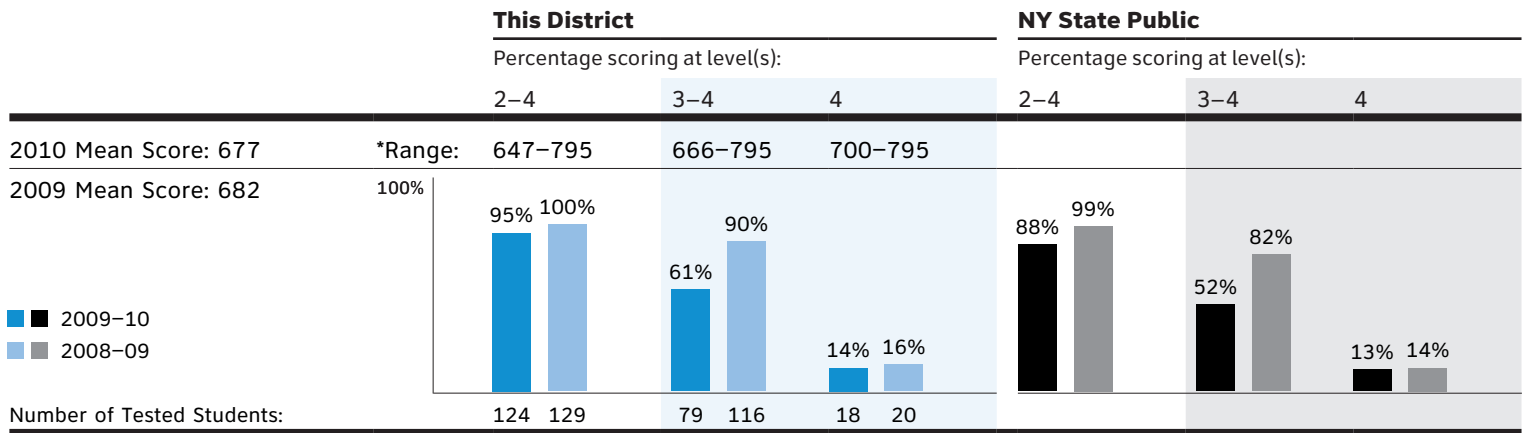 This District NY State Public
Percentage scoring at level(s): Percentage scoring at level(s):
2–4 3–4 4 2–4 3–4 4
2010 Mean Score: 677 *Range: 647–795 666–795 700–795
2009 Mean Score: 682 100%
95% 100% 61% 90% 14% 16% 88% 99% 52% 82% 13% 14%
2009–10
2008–09
Number of Tested Students: 124 129 79 116 18 20